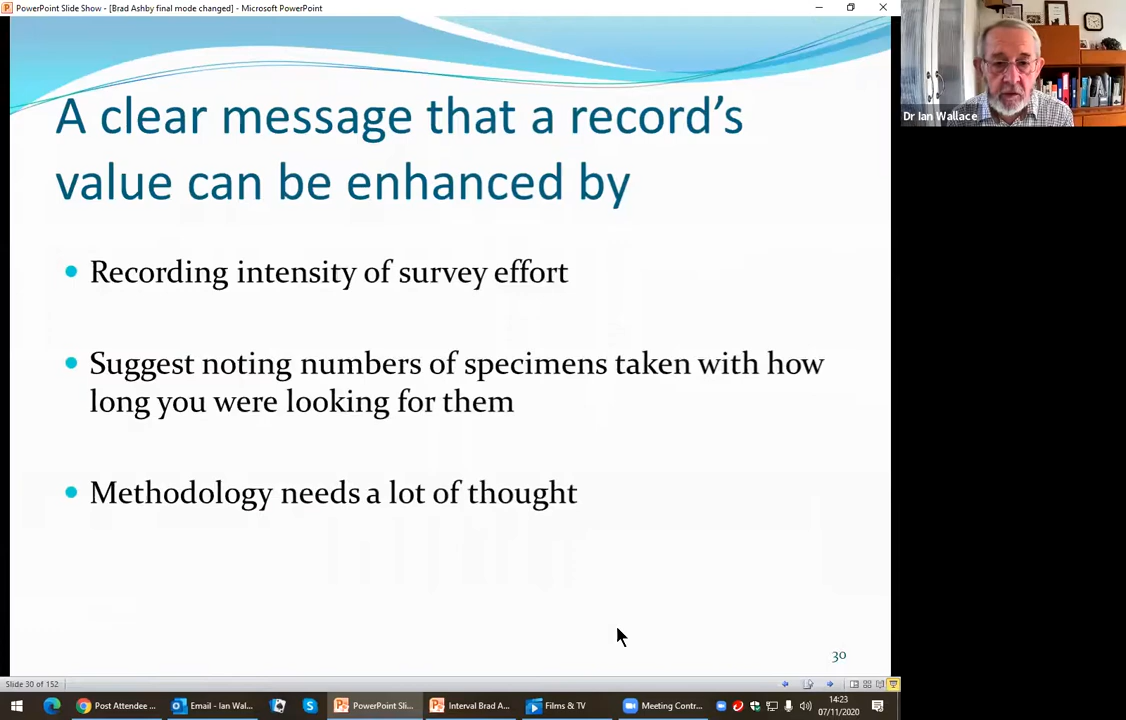 PowerPoint Slide Show - [Brad Ashby final mode changed] - Microsoft PowerPoint
A clear message that a record’s
value can be enhanced by
Recording intensity of survey effort
Suggest noting numbers of specimens taken with how
long you were looking for them
Methodology needs a lot of thought
30
Dr Ian Wallace
Slide 30 of 152
Post Attendee ...
Email - Ian Wal...
PowerPoint Sli...
Interval Brad A...
Films & TV
Meeting Contr...
14:23
07/11/2020